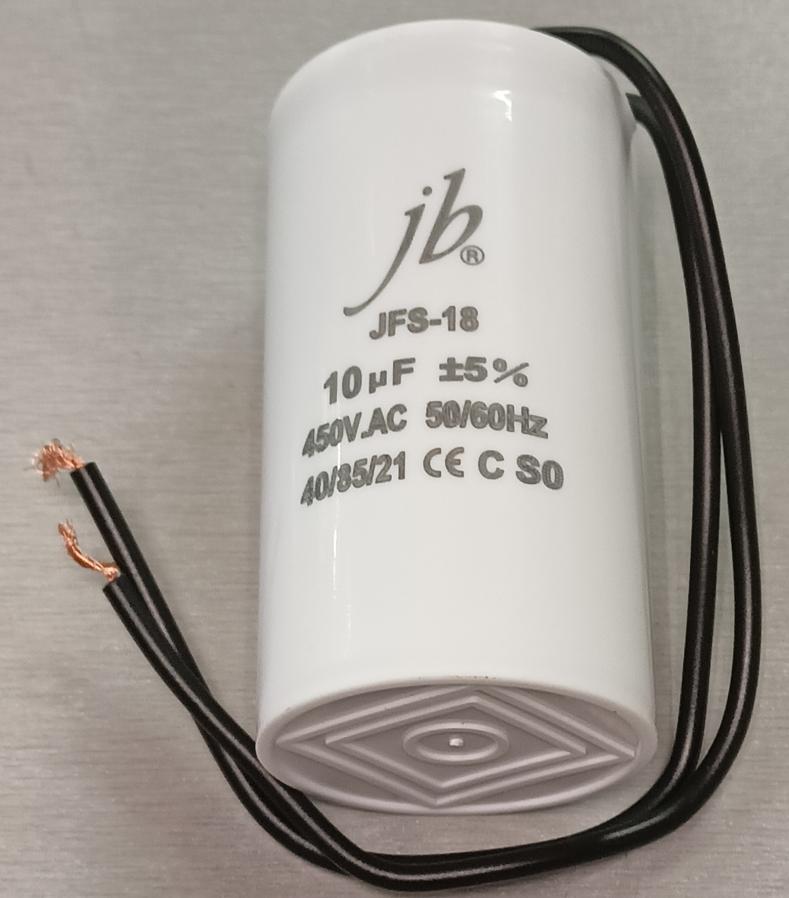 jb®
JFS-18
10µF ±5%
450V.AC 50/60Hz
40/85/21 CE C S0